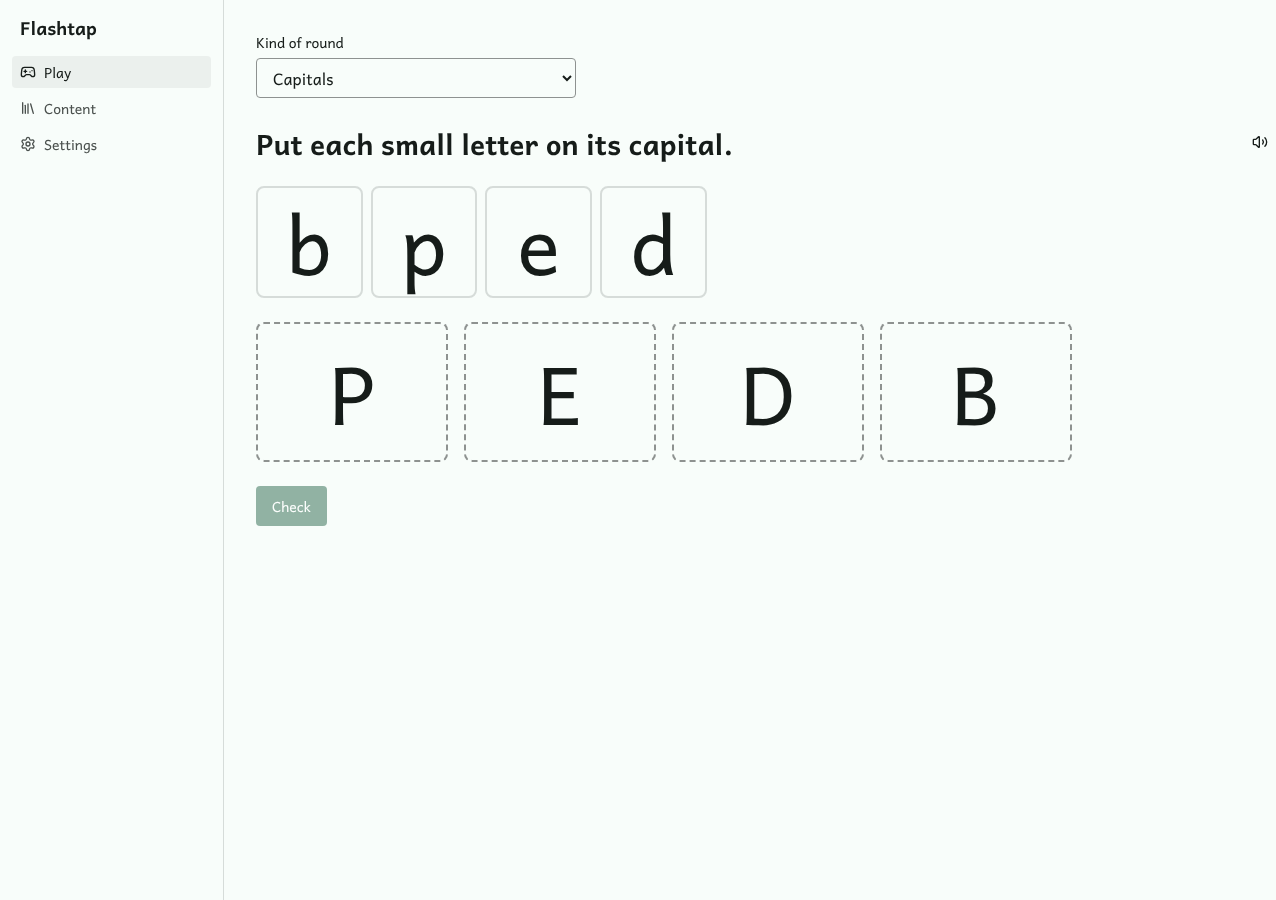 Flashtap
Play
Content
Settings
Kind of round
Capitals
Put each small letter on its capital.
b p e d
P E D B
Check